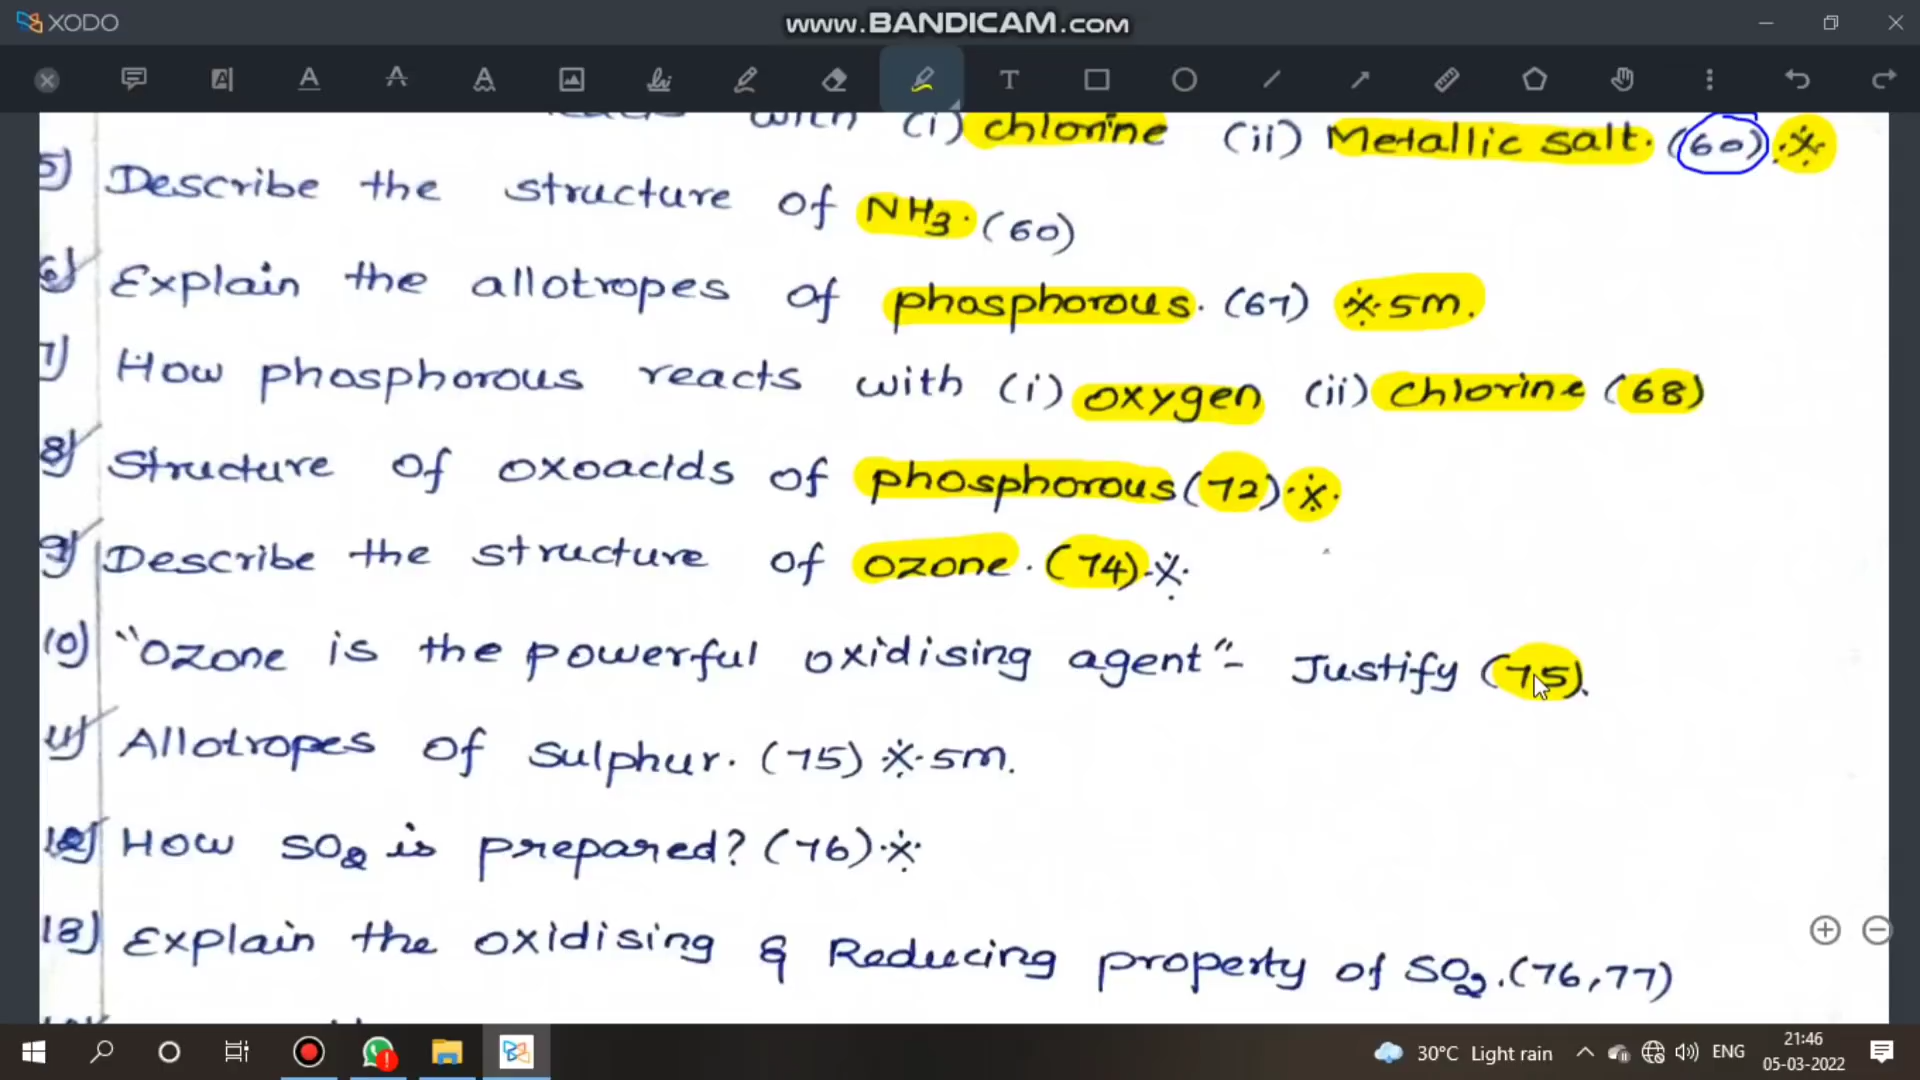 XODO
www.BANDICAM.com
with (i) chlorine (ii) Metallic salt. (60).※
5) Describe the structure of NH3. (60)
6) Explain the allotropes of phosphorous. (67) ※.5m.
7) How phosphorous reacts with (i) oxygen (ii) chlorine (68)
8) Structure of oxoacids of phosphorous (72).※.
9) Describe the structure of ozone. (74).※.
10) "Ozone is the powerful oxidising agent"- Justify (75).
11) Allotropes of Sulphur. (75) ※.5m.
12) How SO2 is prepared? (76).※.
13) Explain the oxidising & Reducing property of SO2. (76,77)
30°C Light rain
ENG
21:46
05-03-2022